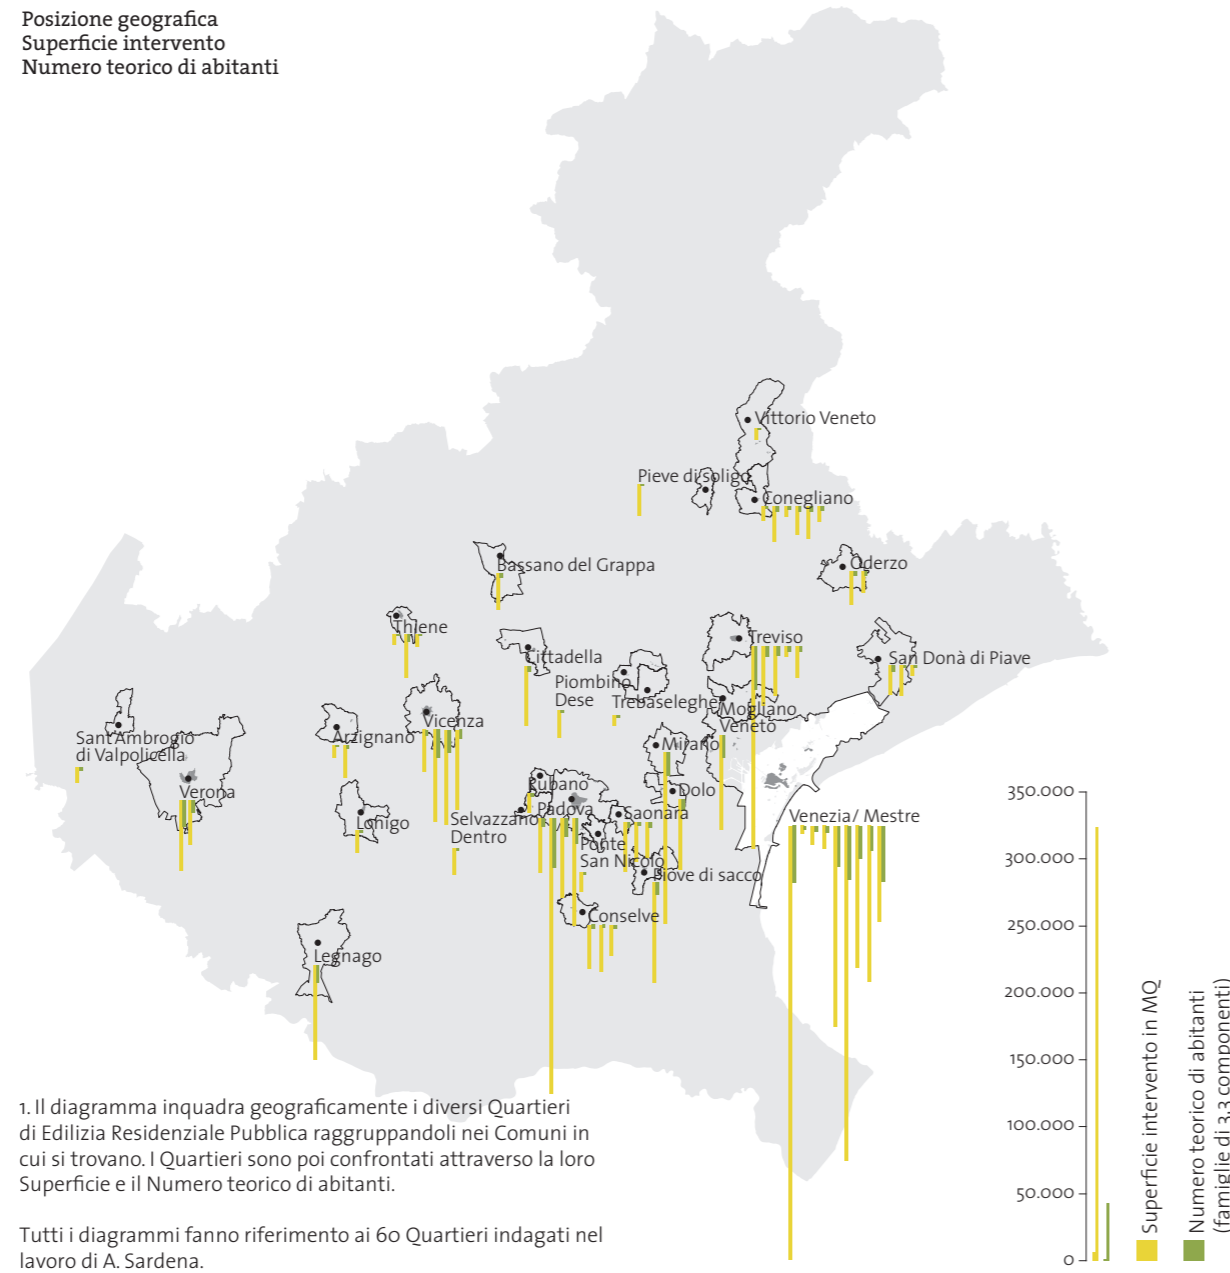 Posizione geografica
Superficie intervento
Numero teorico di abitanti
Vittorio Veneto
Pieve di soligo
Conegliano
Bassano del Grappa
Oderzo
Thiene
Treviso
Cittadella
San Donà di Piave
Piombino
Dese
Trebaseleghe
Mogliano
Veneto
Vicenza
Arzignano
Sant'Ambrogio
di Valpolicella
Mirano
Verona
Rubano
Dolo
Lonigo
Selvazzano
Dentro
Padova
Saonara
Ponte
San Nicolò
Venezia/ Mestre
Piove di sacco
Conselve
Legnago
350.000
300.000
250.000
200.000
150.000
100.000
50.000
0
Superficie intervento in MQ
Numero teorico di abitanti
(famiglie di 3,3 componenti)
1. Il diagramma inquadra geograficamente i diversi Quartieri
di Edilizia Residenziale Pubblica raggruppandoli nei Comuni in
cui si trovano. I Quartieri sono poi confrontati attraverso la loro
Superficie e il Numero teorico di abitanti.
Tutti i diagrammi fanno riferimento ai 60 Quartieri indagati nel
lavoro di A. Sardena.